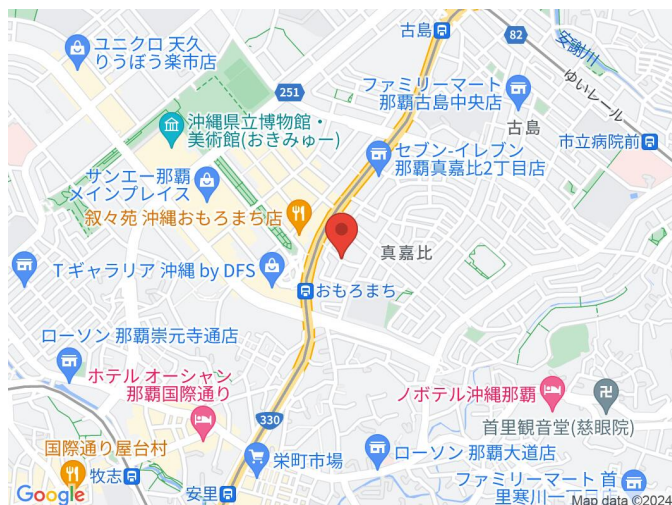 古島
82
安謝川
ユニクロ 天久
りうぼう楽市店
251
ファミリーマート
那覇古島中央店
ゆいレール
古島
沖縄県立博物館・
美術館(おきみゅー)
市立病院前
セブン-イレブン
那覇真嘉比2丁目店
サンエー那覇
メインプレイス
叙々苑 沖縄おもろまち店
真嘉比
Tギャラリア 沖縄 by DFS
おもろまち
ローソン 那覇崇元寺通店
ホテル オーシャン
那覇国際通り
ノボテル沖縄那覇
330
首里観音堂(慈眼院)
国際通り屋台村
栄町市場
ローソン 那覇大道店
牧志
安里
ファミリーマート 首
里寒川一丁目店
Google
Map data ©2024